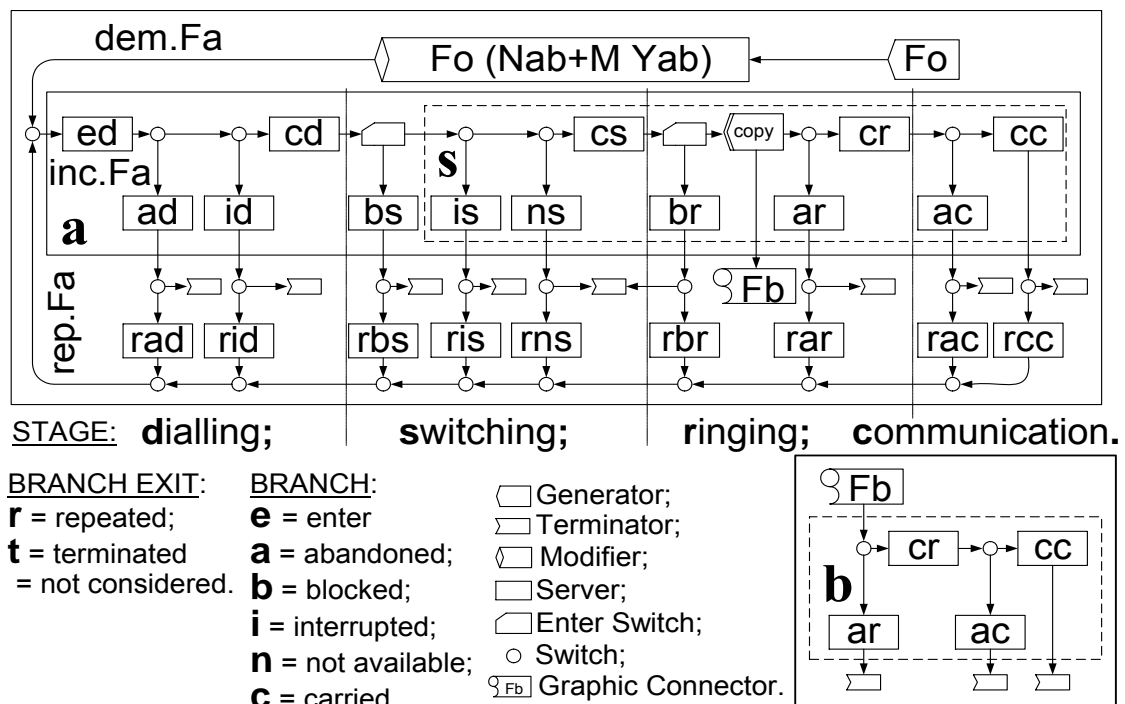 dem.Fa
Fo (Nab+M Yab)
Fo
ed
cd
cs
copy
cr
cc
inc.Fa
s
a
ad
id
bs
is
ns
br
ar
ac
Fb
rep.Fa
rad
rid
rbs
ris
rns
rbr
rar
rac
rcc
STAGE: dialling; switching; ringing; communication.
BRANCH EXIT:
r = repeated;
t = terminated
= not considered.
BRANCH:
e = enter
a = abandoned;
b = blocked;
i = interrupted;
n = not available;
c = carried
Generator;
Terminator;
Modifier;
Server;
Enter Switch;
Switch;
Fb Graphic Connector.
Fb
cr
cc
b
ar
ac